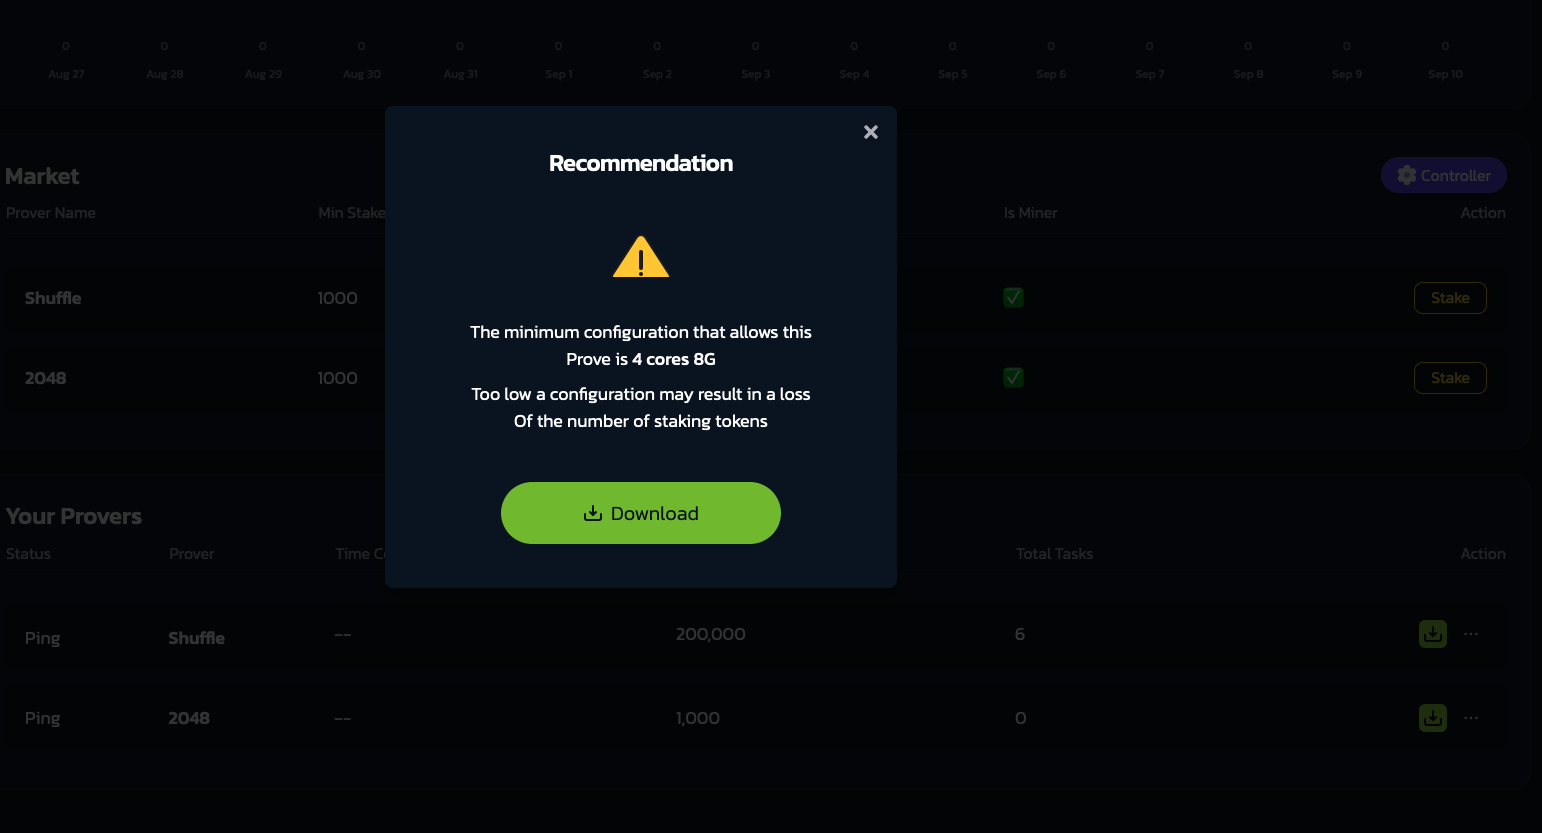 0 0 0 0 0 0 0 0 0 0 0 0 0 0 0
Aug 27 Aug 28 Aug 29 Aug 30 Aug 31 Sep 1 Sep 2 Sep 3 Sep 4 Sep 5 Sep 6 Sep 7 Sep 8 Sep 9 Sep 10
Recommendation
The minimum configuration that allows this
Prove is 4 cores 8G
Too low a configuration may result in a loss
Of the number of staking tokens
Download
Market
Controller
Prover Name Min Stake Is Miner Action
Shuffle 1000 Stake
2048 1000 Stake
Your Provers
Status Prover Time Total Tasks Action
Ping Shuffle -- 200,000 6 ...
Ping 2048 -- 1,000 0 ...